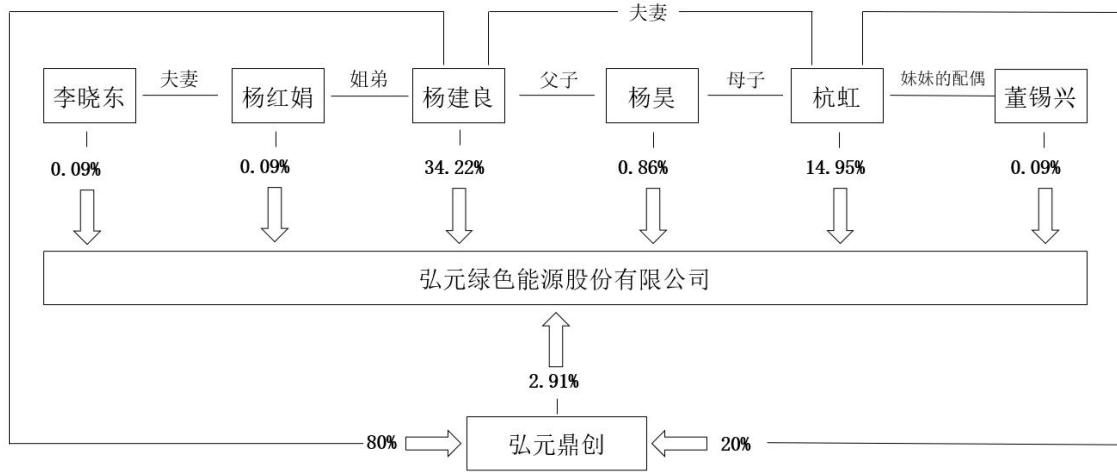 夫妻
李晓东 夫妻 杨红娟 姐弟 杨建良 父子 杨昊 母子 杭虹 妹妹的配偶 董锡兴
0.09% 0.09% 34.22% 0.86% 14.95% 0.09%
弘元绿色能源股份有限公司
2.91%
80% 弘元鼎创 20%